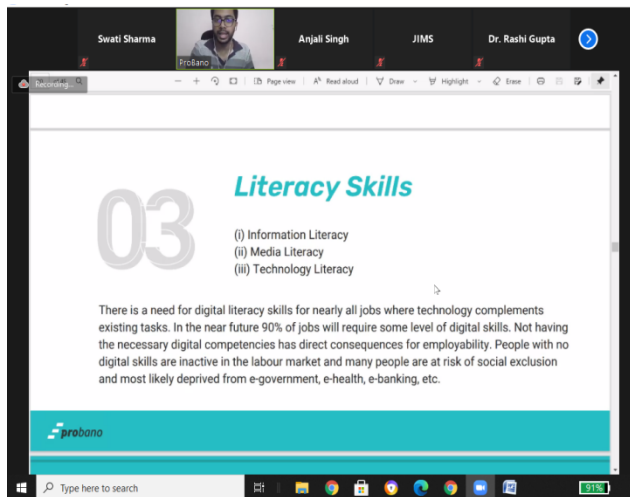 Swati Sharma
ProBano
Anjali Singh
JIMS
Dr. Rashi Gupta
Recording...
Page view
Read aloud
Draw
Highlight
Erase
03
Literacy Skills
(i) Information Literacy
(ii) Media Literacy
(iii) Technology Literacy
There is a need for digital literacy skills for nearly all jobs where technology complements
existing tasks. In the near future 90% of jobs will require some level of digital skills. Not having
the necessary digital competencies has direct consequences for employability. People with no
digital skills are inactive in the labour market and many people are at risk of social exclusion
and most likely deprived from e-government, e-health, e-banking, etc.
probano
Type here to search
91%